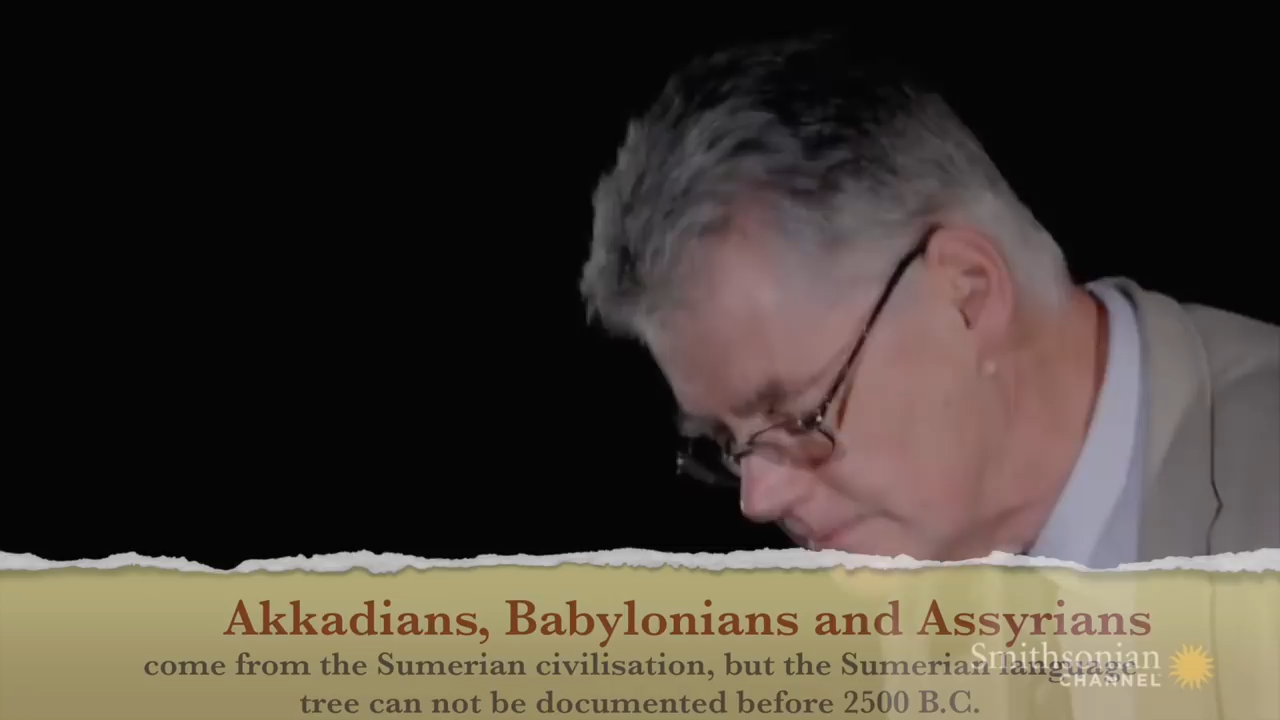 Akkadians, Babylonians and Assyrians
come from the Sumerian civilisation, but the Sumerian language
tree can not be documented before 2500 B.C.
Smithsonian
CHANNEL